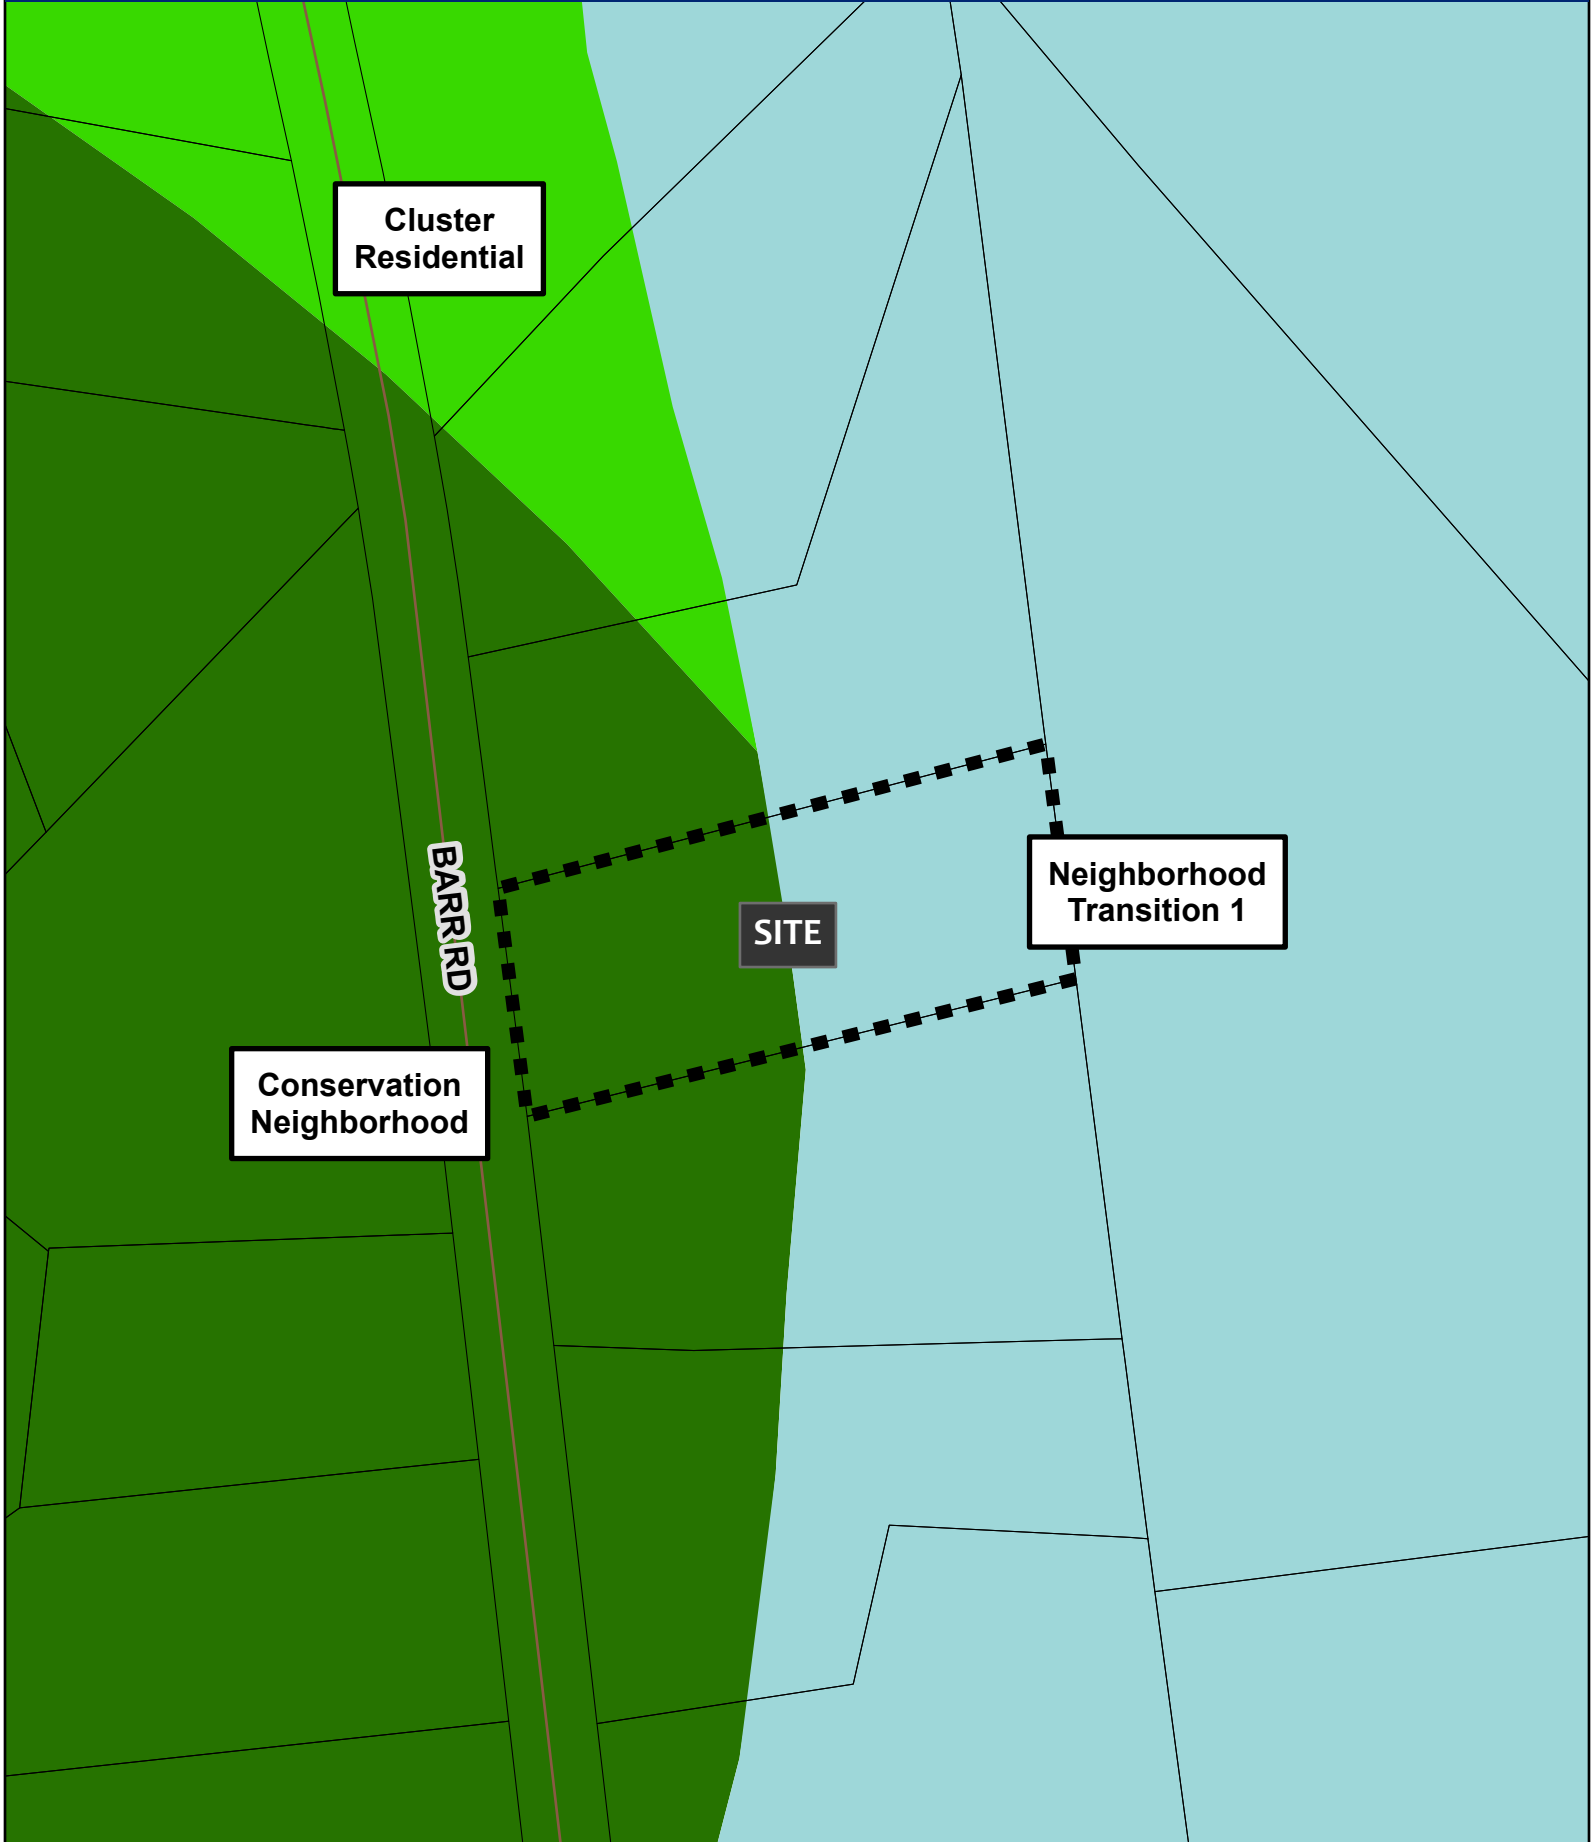 Cluster
Residential
BARR RD
Neighborhood
Transition 1
SITE
Conservation
Neighborhood